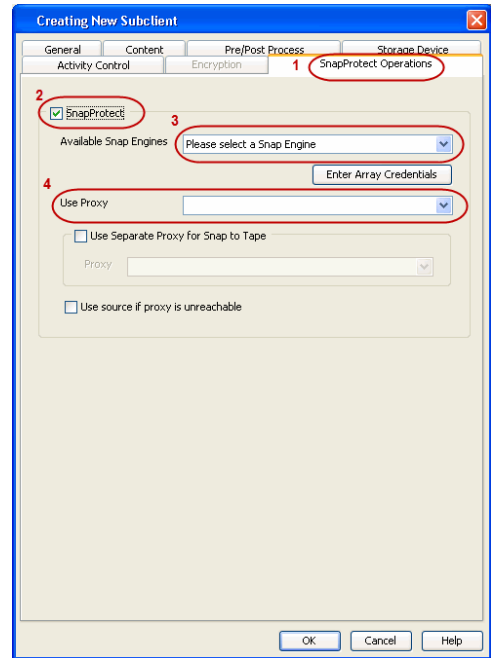 Creating New Subclient
General Content Pre/Post Process Storage Device
Activity Control Encryption 1 SnapProtect Operations
2
SnapProtect
3
Available Snap Engines Please select a Snap Engine
Enter Array Credentials
4
Use Proxy
Use Separate Proxy for Snap to Tape
Proxy
Use source if proxy is unreachable
OK Cancel Help